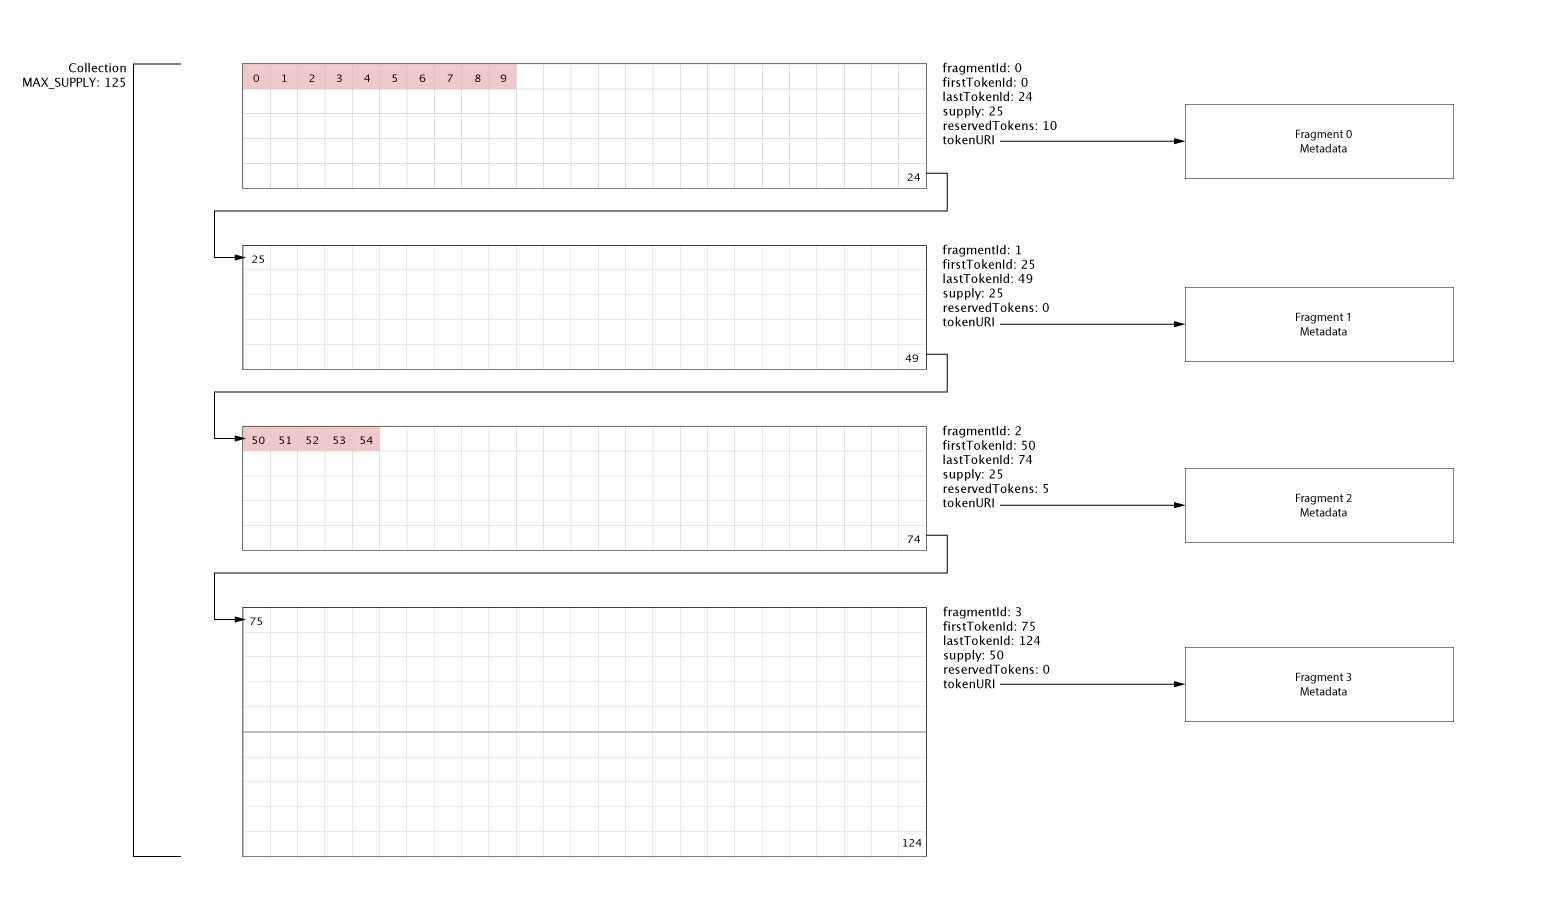 Collection
MAX_SUPPLY: 125
0 1 2 3 4 5 6 7 8 9
24
fragmentId: 0
firstTokenId: 0
lastTokenId: 24
supply: 25
reservedTokens: 10
tokenURI
Fragment 0
Metadata
25
49
fragmentId: 1
firstTokenId: 25
lastTokenId: 49
supply: 25
reservedTokens: 0
tokenURI
Fragment 1
Metadata
50 51 52 53 54
74
fragmentId: 2
firstTokenId: 50
lastTokenId: 74
supply: 25
reservedTokens: 5
tokenURI
Fragment 2
Metadata
75
124
fragmentId: 3
firstTokenId: 75
lastTokenId: 124
supply: 50
reservedTokens: 0
tokenURI
Fragment 3
Metadata